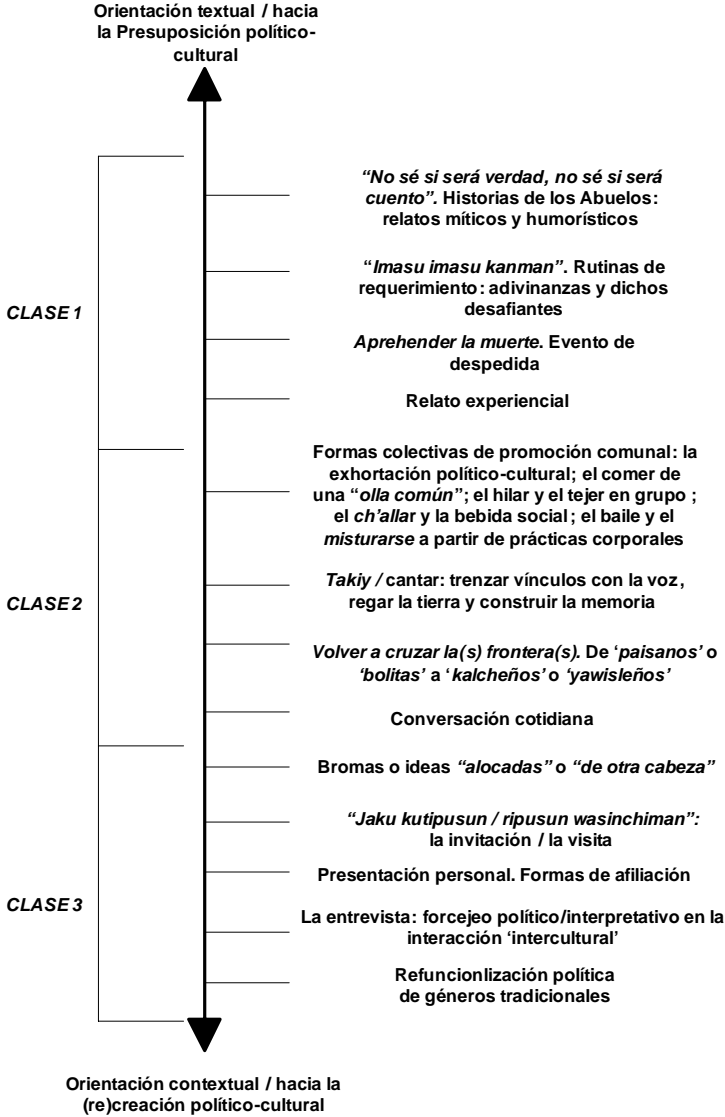 Orientación textual / hacia
la Presuposición político-
cultural
“No sé si será verdad, no sé si será
cuento”. Historias de los Abuelos:
relatos míticos y humorísticos
“Imasu imasu kanman”. Rutinas de
requerimiento: adivinanzas y dichos
desafiantes
CLASE 1
Aprehender la muerte. Evento de
despedida
Relato experiencial
Formas colectivas de promoción comunal: la
exhortación político-cultural; el comer de
una “olla común”; el hilar y el tejer en grupo ;
el ch’allar y la bebida social; el baile y el
misturarse a partir de prácticas corporales
Takiy / cantar: trenzar vínculos con la voz,
regar la tierra y construir la memoria
CLASE 2
Volver a cruzar la(s) frontera(s). De ‘paisanos’ o
‘bolitas’ a ‘kalcheños’ o ‘yawisleños’
Conversación cotidiana
Bromas o ideas “alocadas” o “de otra cabeza”
“Jaku kutipusun / ripusun wasinchiman”:
la invitación / la visita
Presentación personal. Formas de afiliación
CLASE 3
La entrevista: forcejeo político/interpretativo en la
interacción ‘intercultural’
Refuncionlización política
de géneros tradicionales
Orientación contextual / hacia la
(re)creación político-cultural